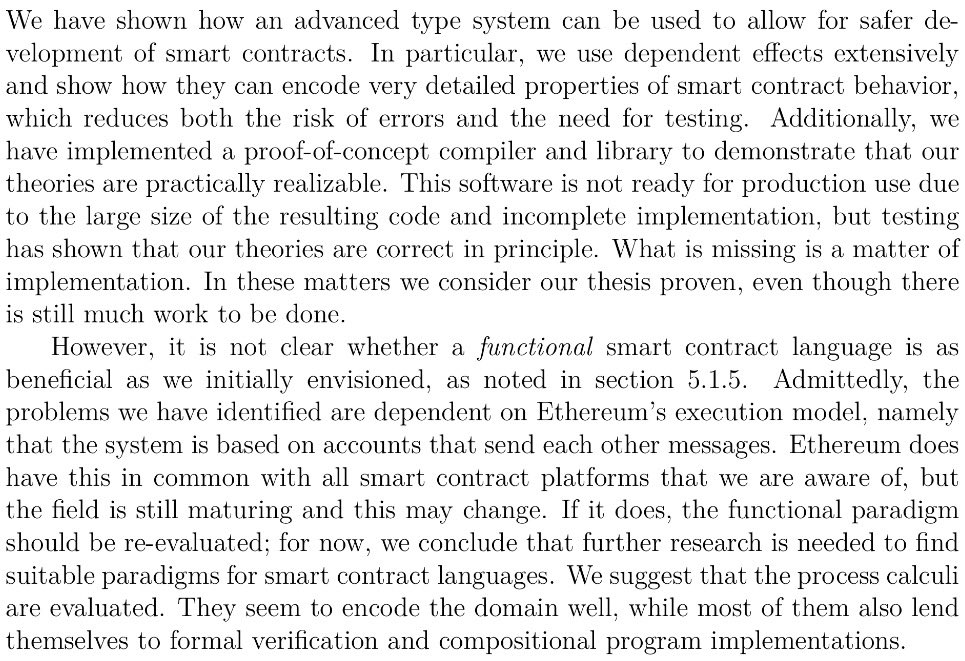 We have shown how an advanced type system can be used to allow for safer de-
velopment of smart contracts. In particular, we use dependent effects extensively
and show how they can encode very detailed properties of smart contract behavior,
which reduces both the risk of errors and the need for testing. Additionally, we
have implemented a proof-of-concept compiler and library to demonstrate that our
theories are practically realizable. This software is not ready for production use due
to the large size of the resulting code and incomplete implementation, but testing
has shown that our theories are correct in principle. What is missing is a matter of
implementation. In these matters we consider our thesis proven, even though there
is still much work to be done.
However, it is not clear whether a functional smart contract language is as
beneficial as we initially envisioned, as noted in section 5.1.5. Admittedly, the
problems we have identified are dependent on Ethereum's execution model, namely
that the system is based on accounts that send each other messages. Ethereum does
have this in common with all smart contract platforms that we are aware of, but
the field is still maturing and this may change. If it does, the functional paradigm
should be re-evaluated; for now, we conclude that further research is needed to find
suitable paradigms for smart contract languages. We suggest that the process calculi
are evaluated. They seem to encode the domain well, while most of them also lend
themselves to formal verification and compositional program implementations.